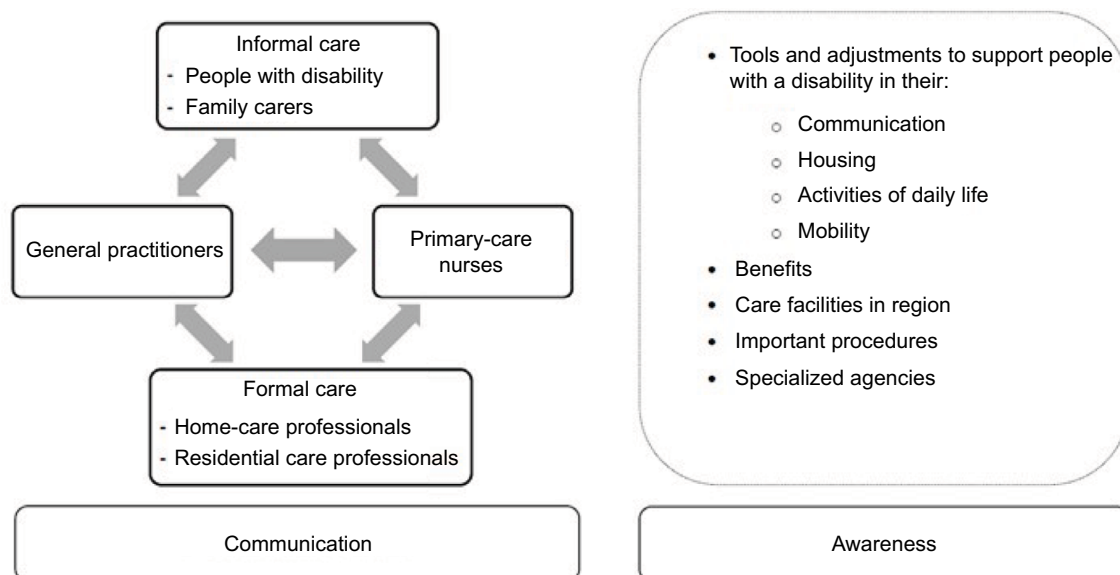 Informal care
- People with disability
- Family carers
General practitioners
Primary-care
nurses
Formal care
- Home-care professionals
- Residential care professionals
Communication
• Tools and adjustments to support people
with a disability in their:
○ Communication
○ Housing
○ Activities of daily life
○ Mobility
• Benefits
• Care facilities in region
• Important procedures
• Specialized agencies
Awareness